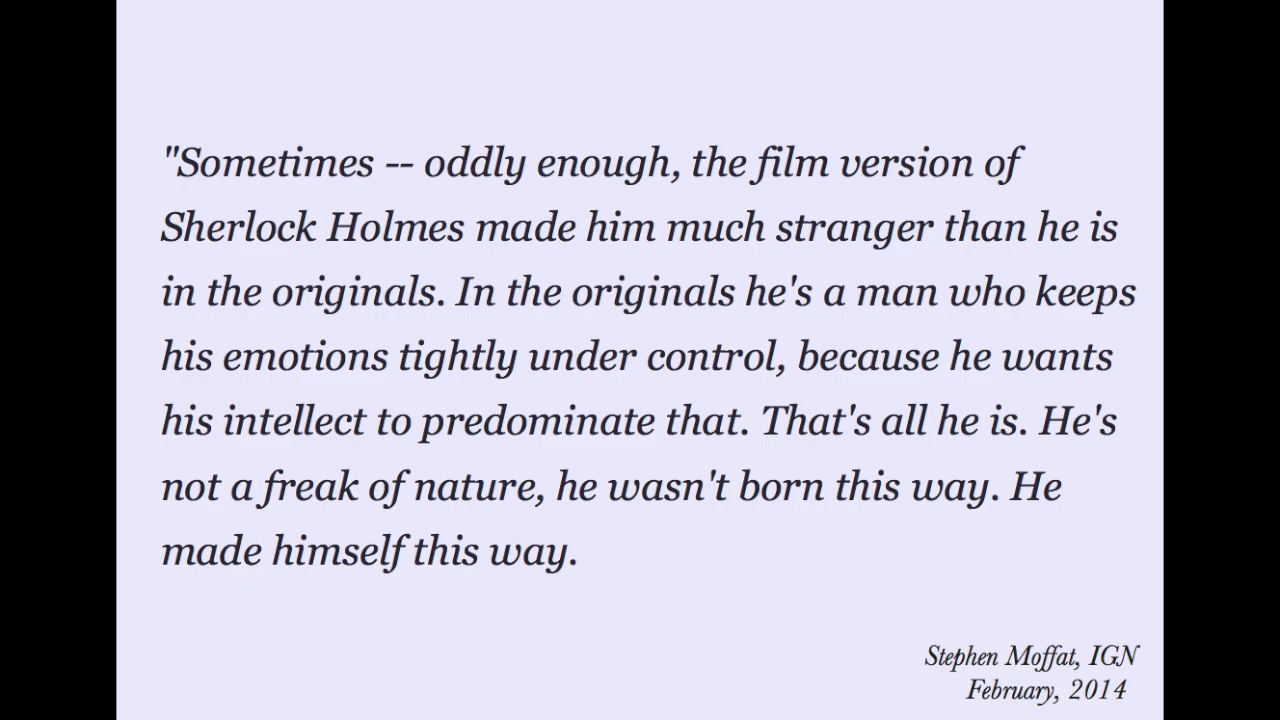 "Sometimes -- oddly enough, the film version of
Sherlock Holmes made him much stranger than he is
in the originals. In the originals he's a man who keeps
his emotions tightly under control, because he wants
his intellect to predominate that. That's all he is. He's
not a freak of nature, he wasn't born this way. He
made himself this way.
Stephen Moffat, IGN
February, 2014